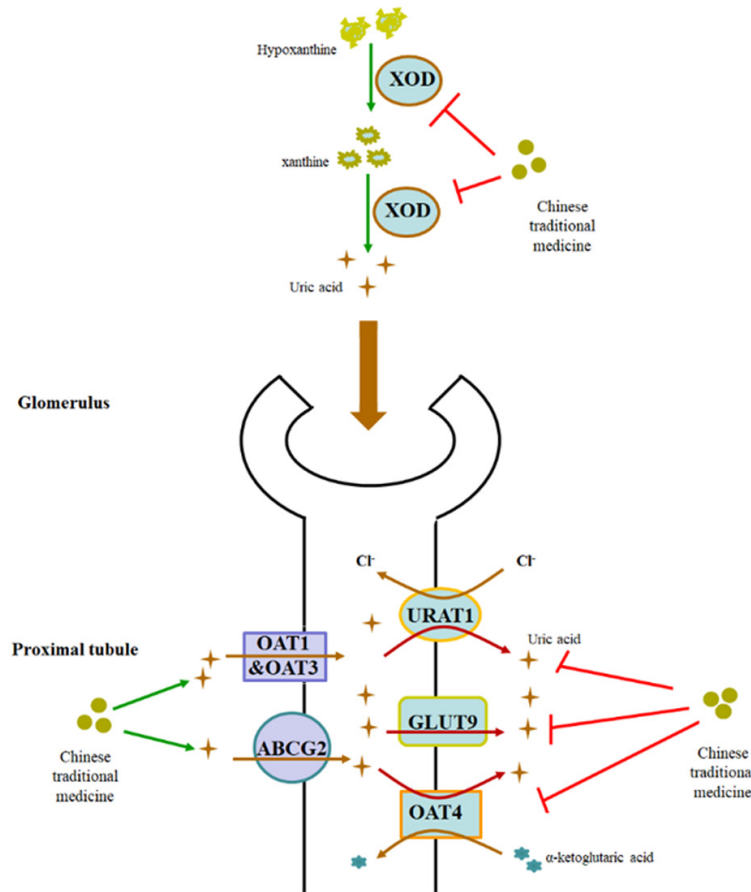 Hypoxanthine
XOD
xanthine
XOD
Chinese
traditional
medicine
Uric acid
Glomerulus
Cl-
Cl-
URAT1
Uric acid
Proximal tubule
OAT1
&OAT3
GLUT9
ABCG2
Chinese
traditional
medicine
Chinese
traditional
medicine
OAT4
α-ketoglutaric acid